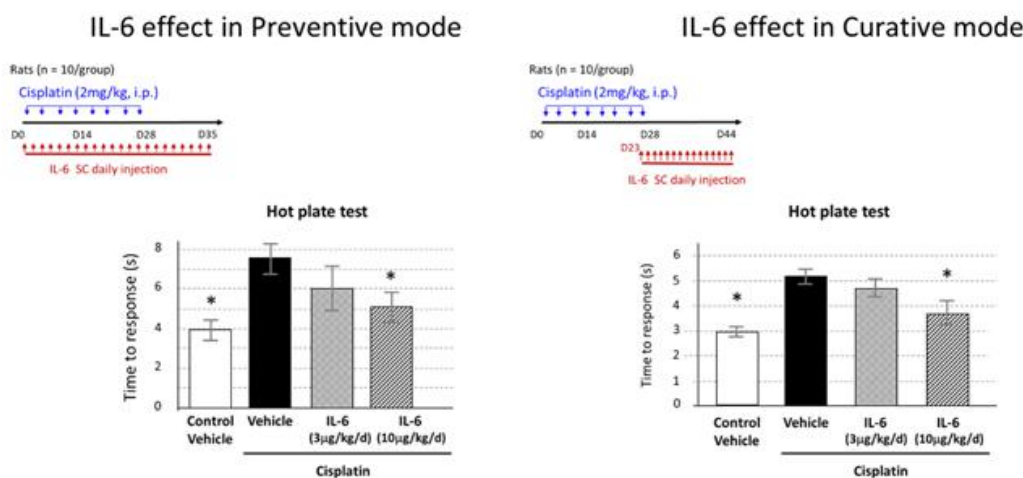 IL-6 effect in Preventive mode
Rats (n = 10/group)
Cisplatin (2mg/kg, i.p.)
D0
D14
D28
D35
IL-6 SC daily injection
Hot plate test
Time to response (s)
8
6
4
2
0
*
*
Control
Vehicle
Vehicle
IL-6
(3µg/kg/d)
IL-6
(10µg/kg/d)
Cisplatin
IL-6 effect in Curative mode
Rats (n = 10/group)
Cisplatin (2mg/kg, i.p.)
D0
D14
D28
D44
D23
IL-6 SC daily injection
Hot plate test
Time to response (s)
6
5
4
3
2
1
0
*
*
Control
Vehicle
Vehicle
IL-6
(3µg/kg/d)
IL-6
(10µg/kg/d)
Cisplatin